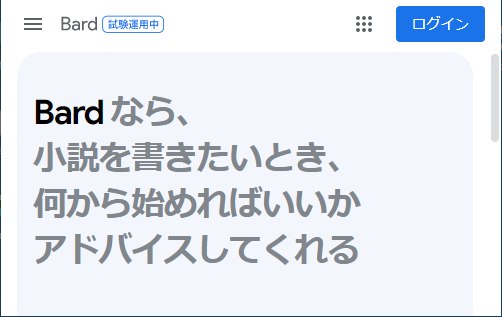 Bard 試験運用中
ログイン
Bard なら、
小説を書きたいとき、
何から始めればいいか
アドバイスしてくれる